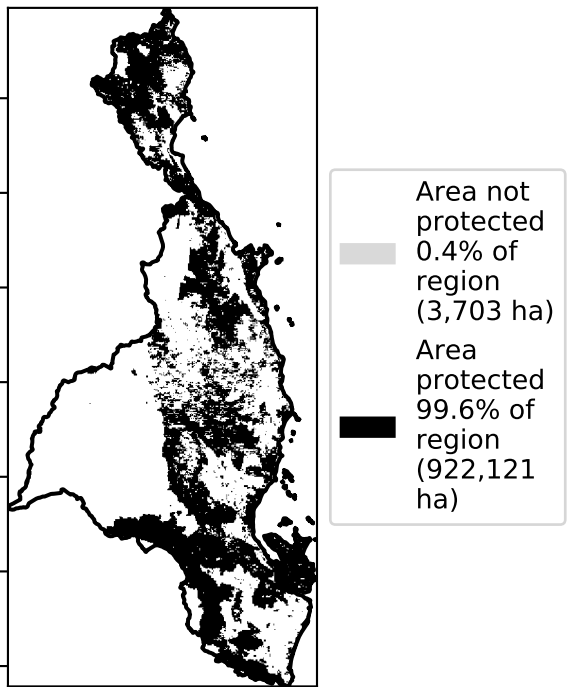 Area not
protected
0.4% of
region
(3,703 ha)
Area
protected
99.6% of
region
(922,121
ha)